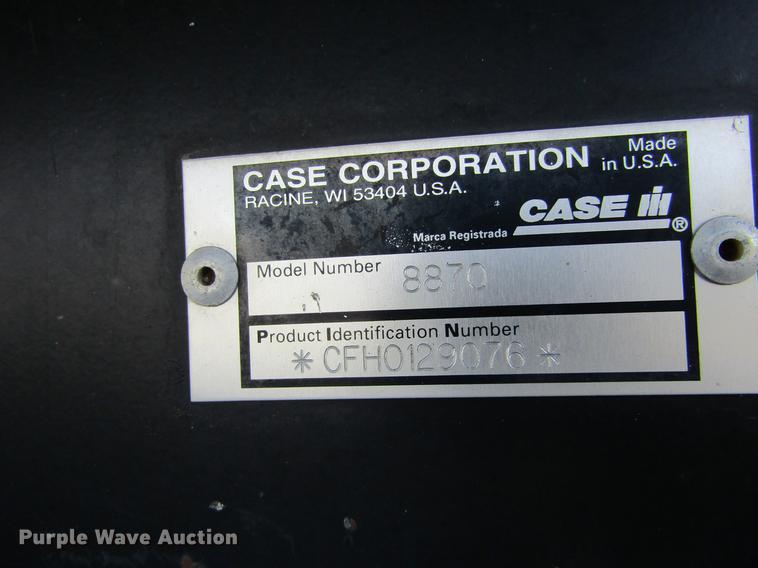 CASE CORPORATION
Made in U.S.A.
RACINE, WI 53404 U.S.A.
CASE IH ®
Marca Registrada
Model Number 8870
Product Identification Number
* CFH0129076 *
Purple Wave Auction